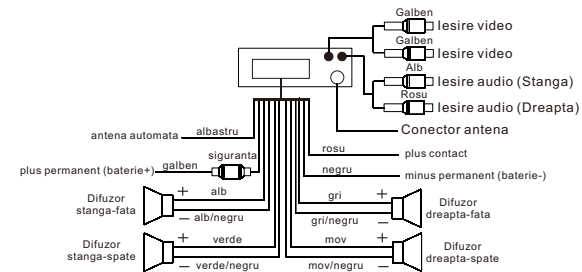 Galben
Iesire video
Galben
Iesire video
Alb
Iesire audio (Stanga)
Rosu
Iesire audio (Dreapta)
Conector antena
antena automata
albastru
rosu
plus contact
siguranta
plus permanent (baterie+)
galben
negru
minus permanent (baterie-)
Difuzor
stanga-fata
+
alb
− alb/negru
gri
+
gri/negru −
Difuzor
dreapta-fata
Difuzor
stanga-spate
+
verde
− verde/negru
mov
+
mov/negru −
Difuzor
dreapta-spate